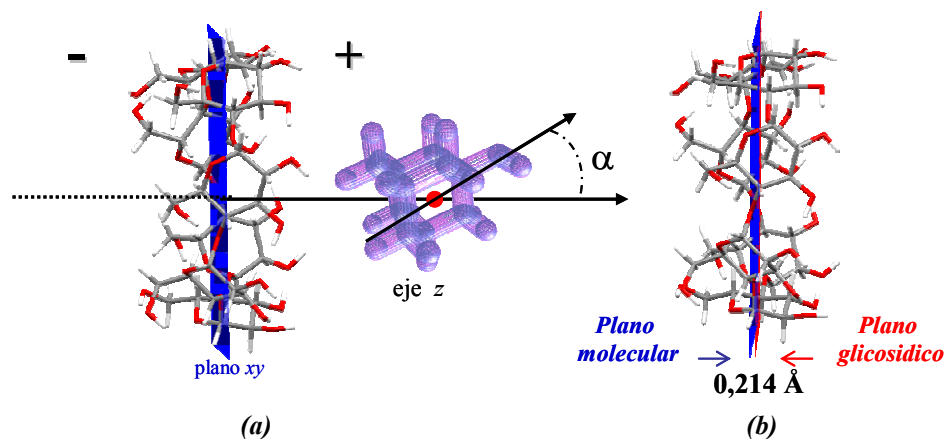 -
+
α
eje z
plano xy
Plano
molecular
Plano
glicosidico
0,214 Å
(a)
(b)